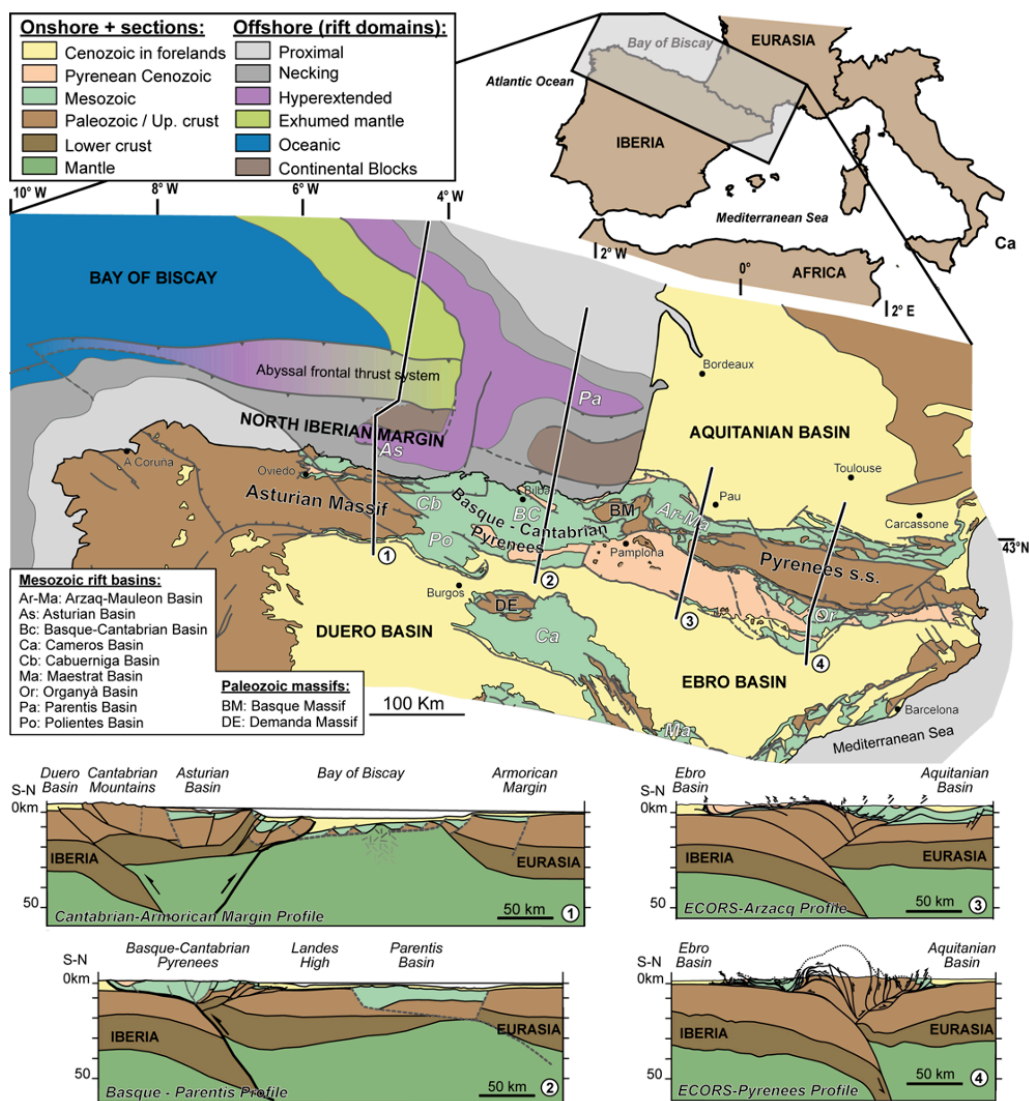 Onshore + sections:
Cenozoic in forelands
Pyrenean Cenozoic
Mesozoic
Paleozoic / Up. crust
Lower crust
Mantle
Offshore (rift domains):
Proximal
Necking
Hyperextended
Exhumed mantle
Oceanic
Continental Blocks
Bay of Biscay
EURASIA
Atlantic Ocean
IBERIA
Mediterranean Sea
AFRICA
Ca
10° W
8° W
6° W
4° W
2° W
0°
2° E
43°N
BAY OF BISCAY
Abyssal frontal thrust system
NORTH IBERIAN MARGIN
As
Pa
Bordeaux
AQUITANIAN BASIN
Toulouse
A Coruna
Oviedo
Asturian Massif
Cb
Bilbao
BC
Basque - Cantabrian
Pyrenees
Po
BM
Ar-Ma
Pau
Carcassone
Pamplona
Pyrenees s.s.
1
2
3
4
Burgos
DE
Ca
Or
DUERO BASIN
EBRO BASIN
Ma
Barcelona
Mediterranean Sea
100 Km
Mesozoic rift basins:
Ar-Ma: Arzaq-Mauleon Basin
As: Asturian Basin
Bc: Basque-Cantabrian Basin
Ca: Cameros Basin
Cb: Cabuerniga Basin
Ma: Maestrat Basin
Or: Organyà Basin
Pa: Parentis Basin
Po: Polientes Basin
Paleozoic massifs:
BM: Basque Massif
DE: Demanda Massif
Duero Basin
Cantabrian Mountains
Asturian Basin
Bay of Biscay
Armorican Margin
S-N
0km
50
IBERIA
EURASIA
Cantabrian-Armorican Margin Profile
50 km
1
Basque-Cantabrian Pyrenees
Landes High
Parentis Basin
S-N
0km
50
IBERIA
EURASIA
Basque - Parentis Profile
50 km
2
Ebro Basin
Aquitanian Basin
S-N
0km
50
IBERIA
EURASIA
ECORS-Arzacq Profile
50 km
3
Ebro Basin
Aquitanian Basin
S-N
0km
50
IBERIA
EURASIA
ECORS-Pyrenees Profile
50 km
4